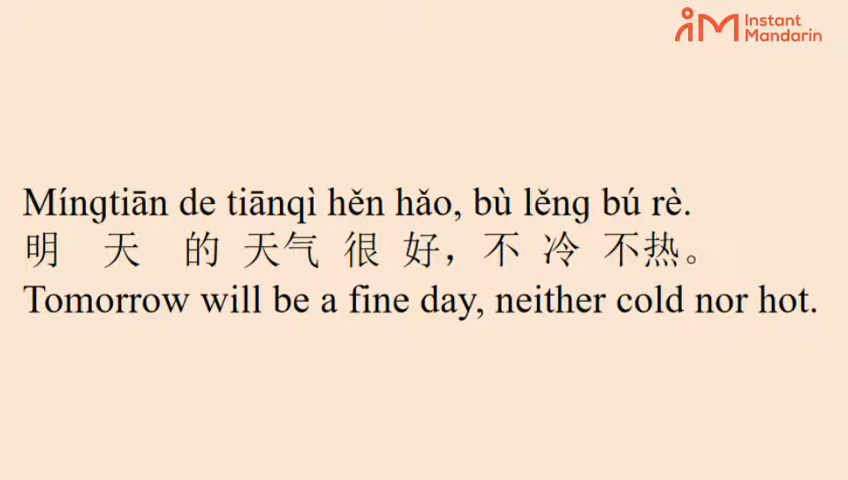 Instant
Mandarin
Míngtiān de tiānqì hěn hǎo, bù lěng bú rè.
明 天 的 天气 很 好，不 冷 不热。
Tomorrow will be a fine day, neither cold nor hot.